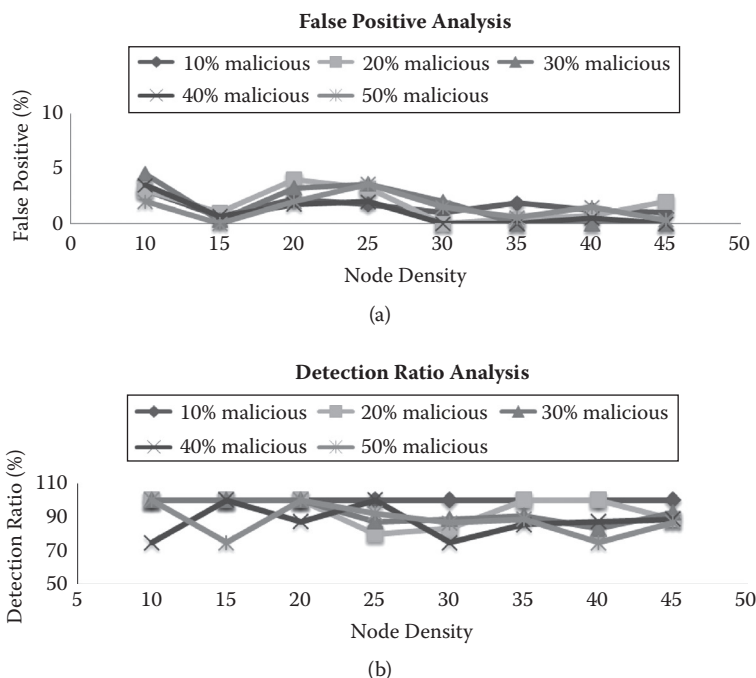 False Positive Analysis
10% malicious 20% malicious 30% malicious
40% malicious 50% malicious
False Positive (%)
10
5
0
0 10 15 20 25 30 35 40 45 50
Node Density
(a)
Detection Ratio Analysis
10% malicious 20% malicious 30% malicious
40% malicious 50% malicious
Detection Ratio (%)
110
90
70
50
5 10 15 20 25 30 35 40 45 50
Node Density
(b)